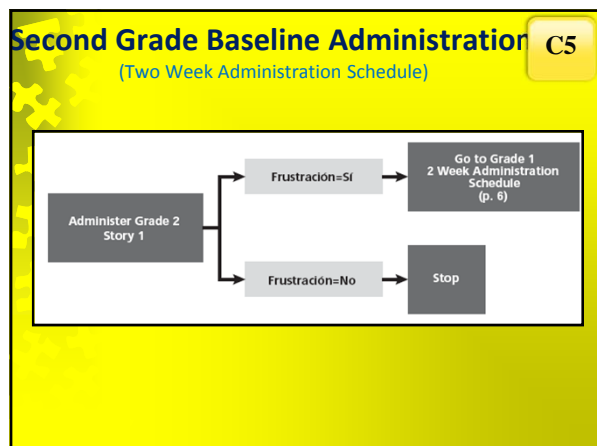 Second Grade Baseline Administration
C5
(Two Week Administration Schedule)
Administer Grade 2
Story 1
Frustración=Sí
Go to Grade 1
2 Week Administration
Schedule
(p. 6)
Frustración=No
Stop